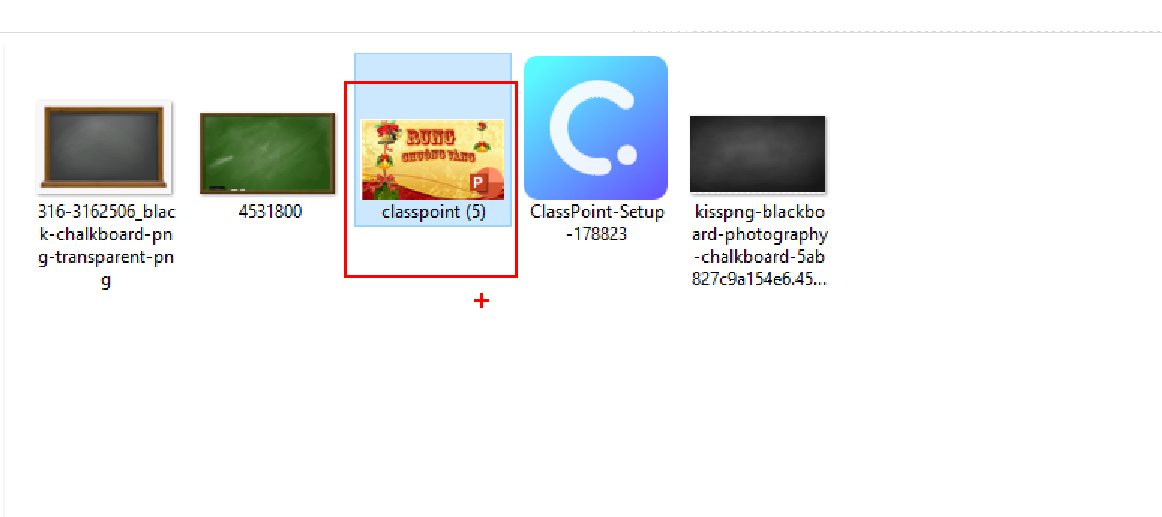 RUNG
CHUÔNG VÀNG
P
316-3162506_blac
k-chalkboard-pn
g-transparent-pn
g
4531800
classpoint (5)
ClassPoint-Setup
-178823
kisspng-blackbo
ard-photography
-chalkboard-5ab
827c9a154e6.45...